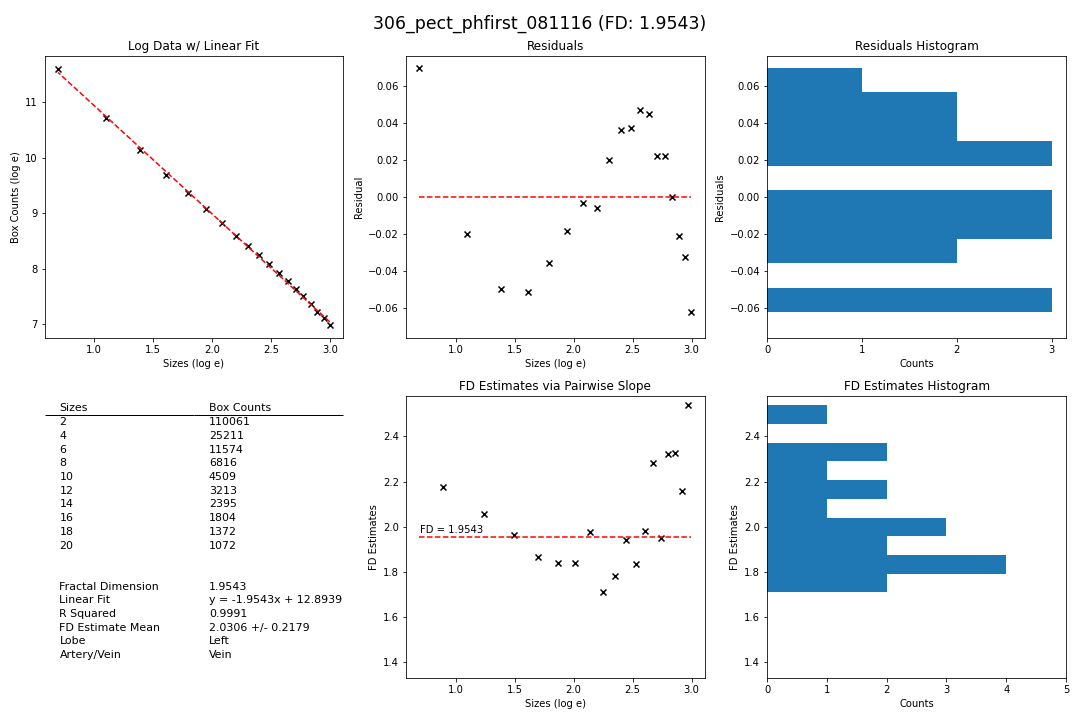 306_pect_phfirst_081116 (FD: 1.9543)
Log Data w/ Linear Fit
Box Counts (log e)
11
10
9
8
7
1.0 1.5 2.0 2.5 3.0
Sizes (log e)
Residuals
Residual
0.06
0.04
0.02
0.00
−0.02
−0.04
−0.06
1.0 1.5 2.0 2.5 3.0
Sizes (log e)
Residuals Histogram
Residuals
0.06
0.04
0.02
0.00
−0.02
−0.04
−0.06
0 1 2 3
Counts
Sizes Box Counts
2 110061
4 25211
6 11574
8 6816
10 4509
12 3213
14 2395
16 1804
18 1372
20 1072
Fractal Dimension 1.9543
Linear Fit y = -1.9543x + 12.8939
R Squared 0.9991
FD Estimate Mean 2.0306 +/- 0.2179
Lobe Left
Artery/Vein Vein
FD Estimates via Pairwise Slope
FD Estimates
2.4
2.2
2.0
1.8
1.6
1.4
FD = 1.9543
1.0 1.5 2.0 2.5 3.0
Sizes (log e)
FD Estimates Histogram
FD Estimates
2.4
2.2
2.0
1.8
1.6
1.4
0 1 2 3 4 5
Counts